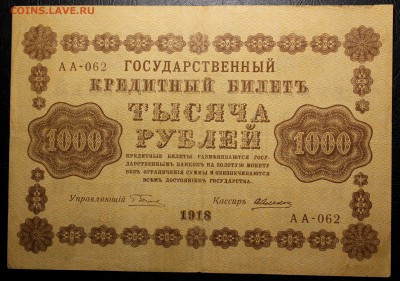 COINS.LAVE.RU
АА-062
ГОСУДАРСТВЕННЫЙ
КРЕДИТНЫЙ БИЛЕТЪ
ТЫСЯЧА
РУБЛЕЙ
1000
1000
КРЕДИТНЫЕ БИЛЕТЫ РАЗМѢНИВАЮТСЯ ГОСУ-
ДАРСТВЕННЫМЪ БАНКОМЪ НА ЗОЛОТУЮ МОНЕТУ
БЕЗЪ ОГРАНИЧЕНІЯ СУММЫ И ОБЕЗПЕЧИВАЮТСЯ
ВСѢМЪ ДОСТОЯНІЕМЪ ГОСУДАРСТВА.
Управляющій
Кассиръ
1918
АА-062